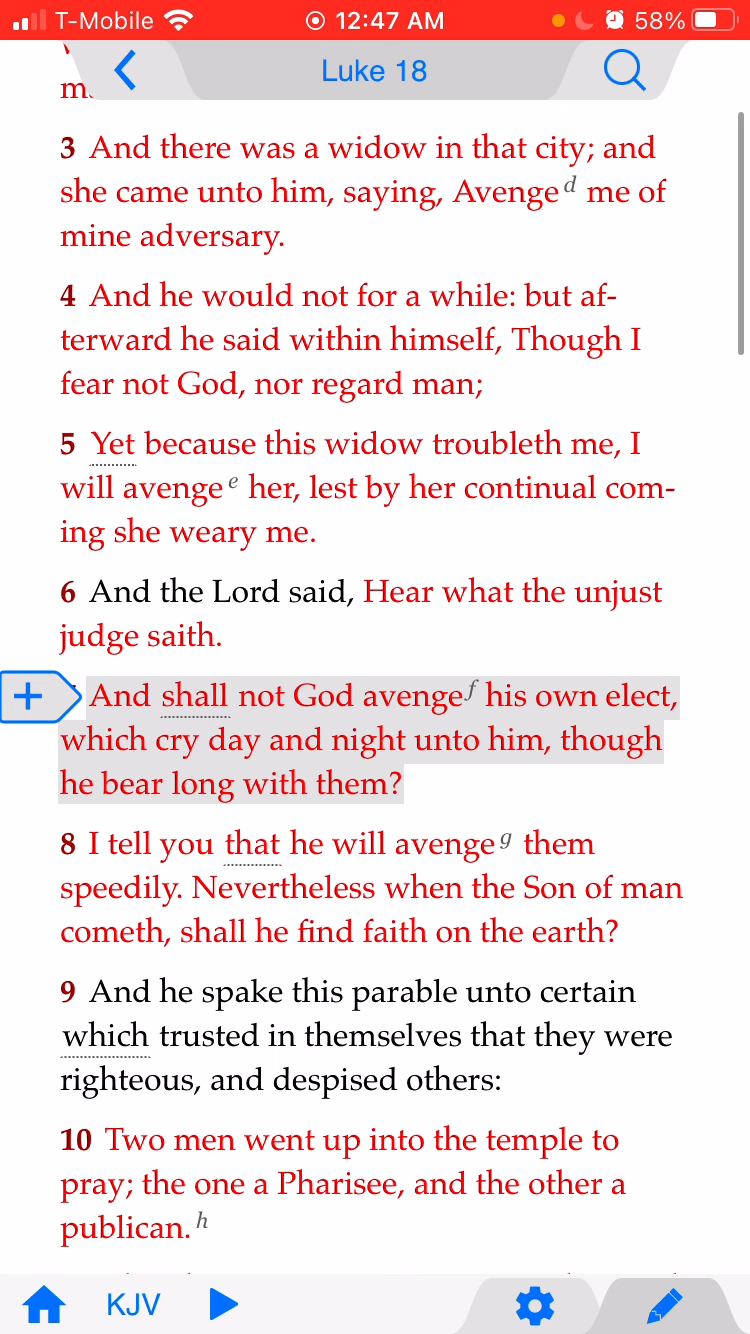 T-Mobile 12:47 AM 58%
Luke 18
m
3 And there was a widow in that city; and
she came unto him, saying, Avenge d me of
mine adversary.
4 And he would not for a while: but af-
terward he said within himself, Though I
fear not God, nor regard man;
5 Yet because this widow troubleth me, I
will avenge e her, lest by her continual com-
ing she weary me.
6 And the Lord said, Hear what the unjust
judge saith.
And shall not God avenge f his own elect,
which cry day and night unto him, though
he bear long with them?
8 I tell you that he will avenge g them
speedily. Nevertheless when the Son of man
cometh, shall he find faith on the earth?
9 And he spake this parable unto certain
which trusted in themselves that they were
righteous, and despised others:
10 Two men went up into the temple to
pray; the one a Pharisee, and the other a
publican. h
KJV